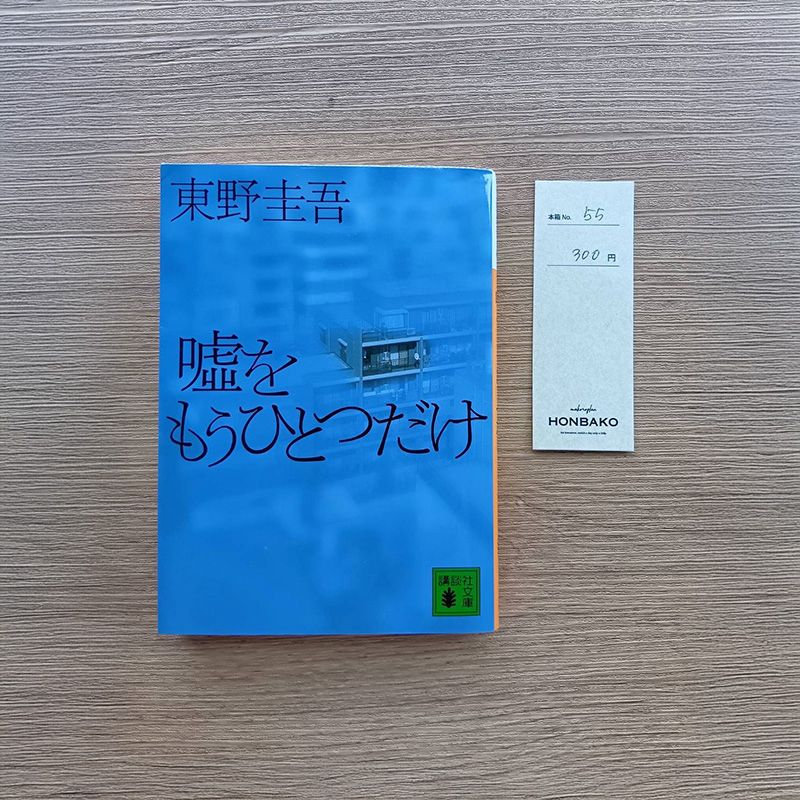 東野圭吾
嘘を
もうひとつだけ
講談社
文庫
本箱 No. 55
300 円
HONBAKO